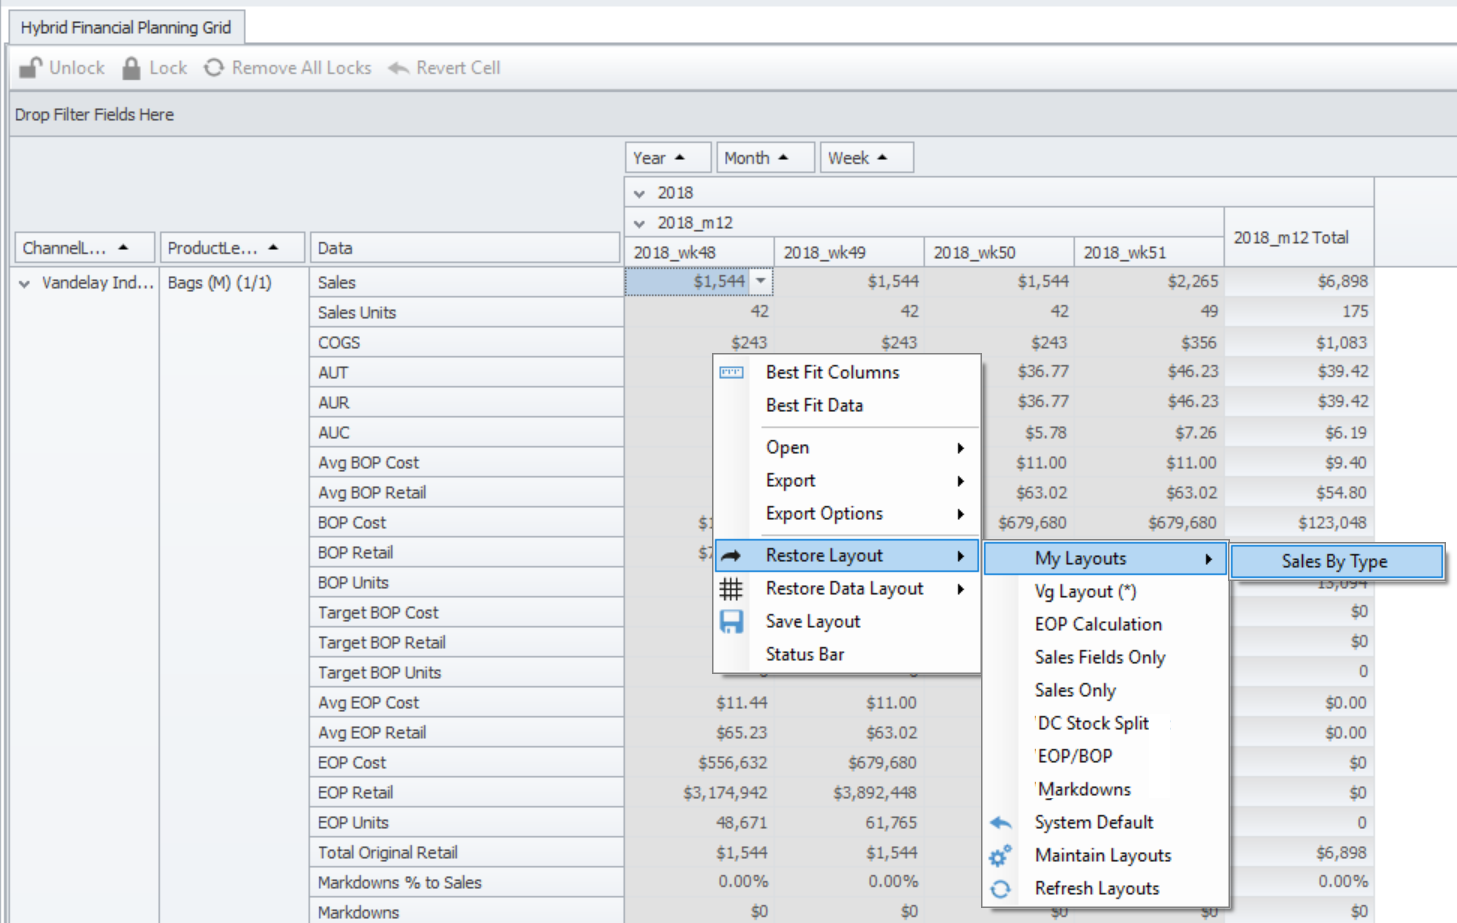 Hybrid Financial Planning Grid
Unlock Lock Remove All Locks Revert Cell
Drop Filter Fields Here
Year Month Week
2018
2018_m12
2018_m12 Total
ChannelL... ProductLe... Data
2018_wk48 2018_wk49 2018_wk50 2018_wk51
Vandelay Ind... Bags (M) (1/1) Sales $1,544 $1,544 $1,544 $2,265 $6,898
Sales Units 42 42 42 49 175
COGS $243 $243 $243 $356 $1,083
AUT $36.77 $46.23 $39.42
AUR $36.77 $46.23 $39.42
AUC $5.78 $7.26 $6.19
Avg BOP Cost $11.00 $11.00 $9.40
Avg BOP Retail $63.02 $63.02 $54.80
BOP Cost $679,680 $679,680 $123,048
BOP Retail
BOP Units 13,094
Target BOP Cost $0
Target BOP Retail $0
Target BOP Units 0
Avg EOP Cost $11.44 $11.00 $0.00
Avg EOP Retail $65.23 $63.02 $0.00
EOP Cost $556,632 $679,680 $0
EOP Retail $3,174,942 $3,892,448 $0
EOP Units 48,671 61,765 0
Total Original Retail $1,544 $1,544 $6,898
Markdowns % to Sales 0.00% 0.00% 0.00%
Markdowns $0 $0 $0 $0 $0
Best Fit Columns
Best Fit Data
Open
Export
Export Options
Restore Layout
Restore Data Layout
Save Layout
Status Bar
My Layouts
Vg Layout (*)
EOP Calculation
Sales Fields Only
Sales Only
'DC Stock Split
'EOP/BOP
'Markdowns
System Default
Maintain Layouts
Refresh Layouts
Sales By Type